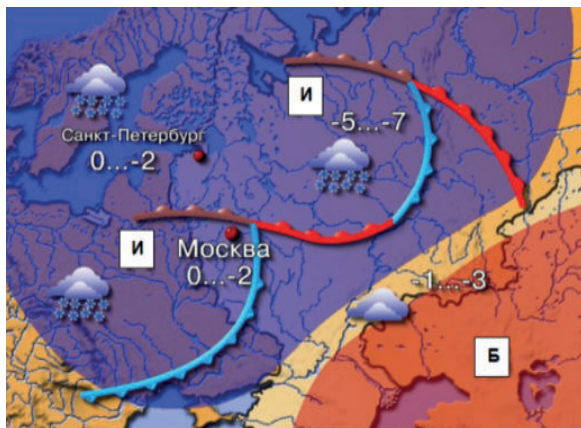 И
-5...-7
Санкт-Петербург
0...-2
И
Москва
0...-2
-1...-3
Б